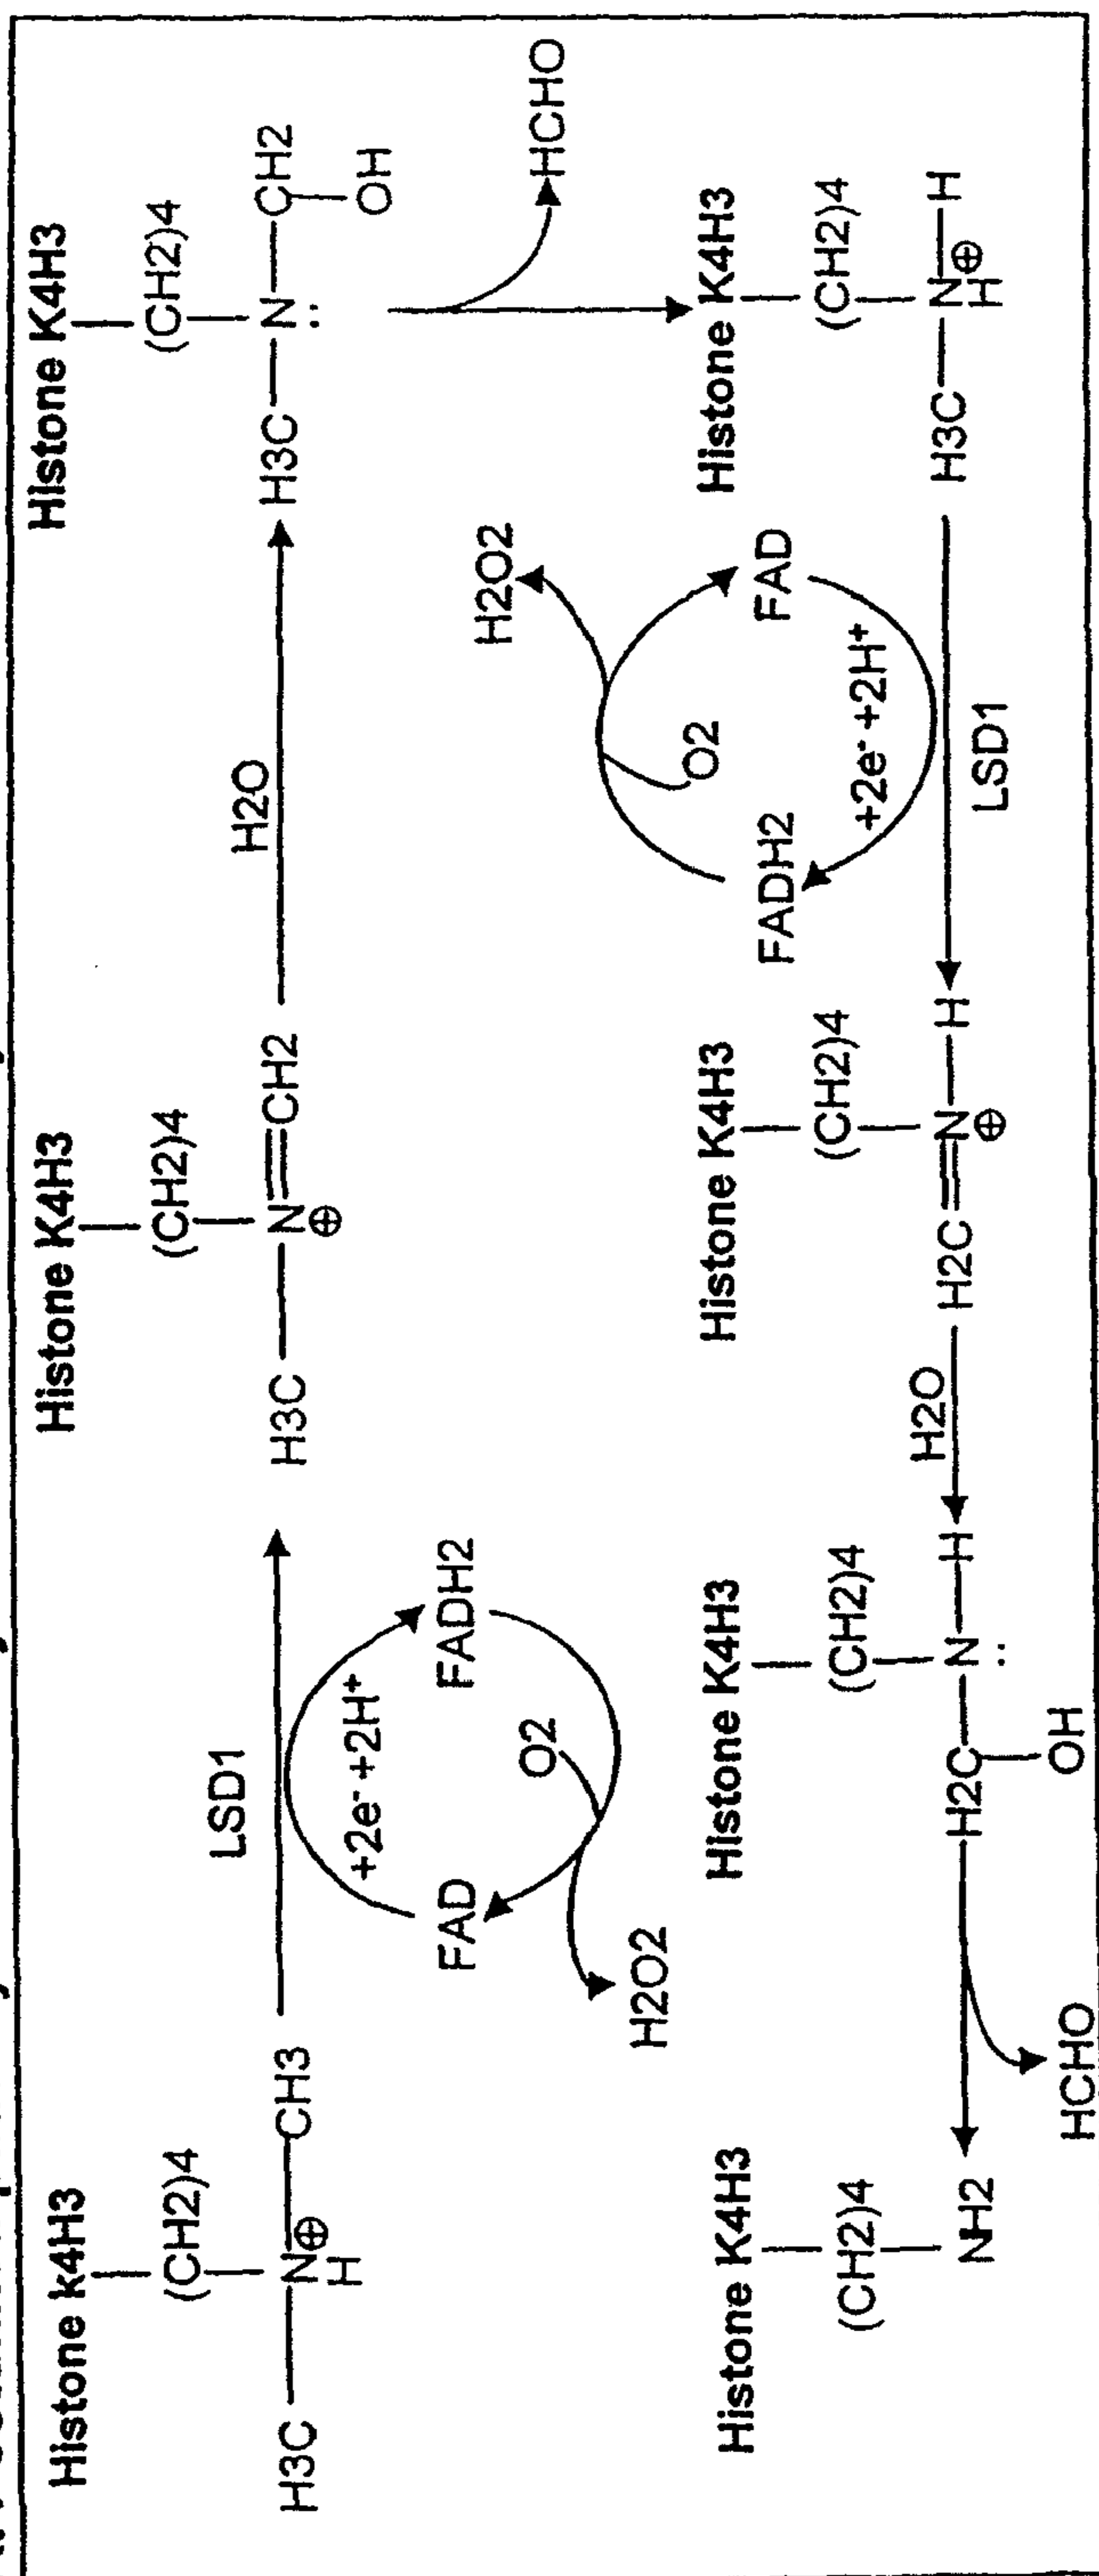 Histone k4H3
(CH2)4
H3C
N
⊕
H
CH3
LSD1
+2e- +2H+
FAD
FADH2
O2
H2O2
Histone K4H3
(CH2)4
H3C
N
⊕
CH2
H2O
Histone K4H3
(CH2)4
H3C
N
..
CH2
OH
HCHO
Histone K4H3
(CH2)4
H3C
N
⊕
H
H
H2O2
O2
FAD
FADH2
+2e- +2H+
LSD1
Histone K4H3
(CH2)4
H2C
N
⊕
H
H2O
Histone K4H3
(CH2)4
H2C
N
..
H
OH
HCHO
Histone K4H3
(CH2)4
NH2